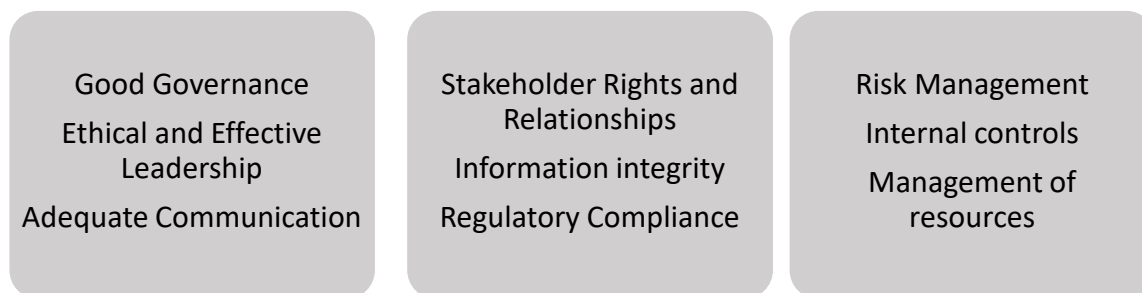 Good Governance
Ethical and Effective
Leadership
Adequate Communication
Stakeholder Rights and
Relationships
Information integrity
Regulatory Compliance
Risk Management
Internal controls
Management of
resources